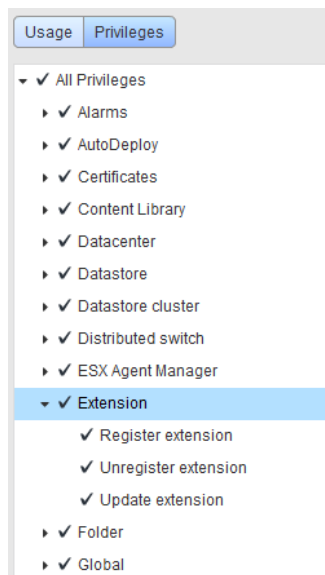 Usage Privileges
All Privileges
Alarms
AutoDeploy
Certificates
Content Library
Datacenter
Datastore
Datastore cluster
Distributed switch
ESX Agent Manager
Extension
Register extension
Unregister extension
Update extension
Folder
Global